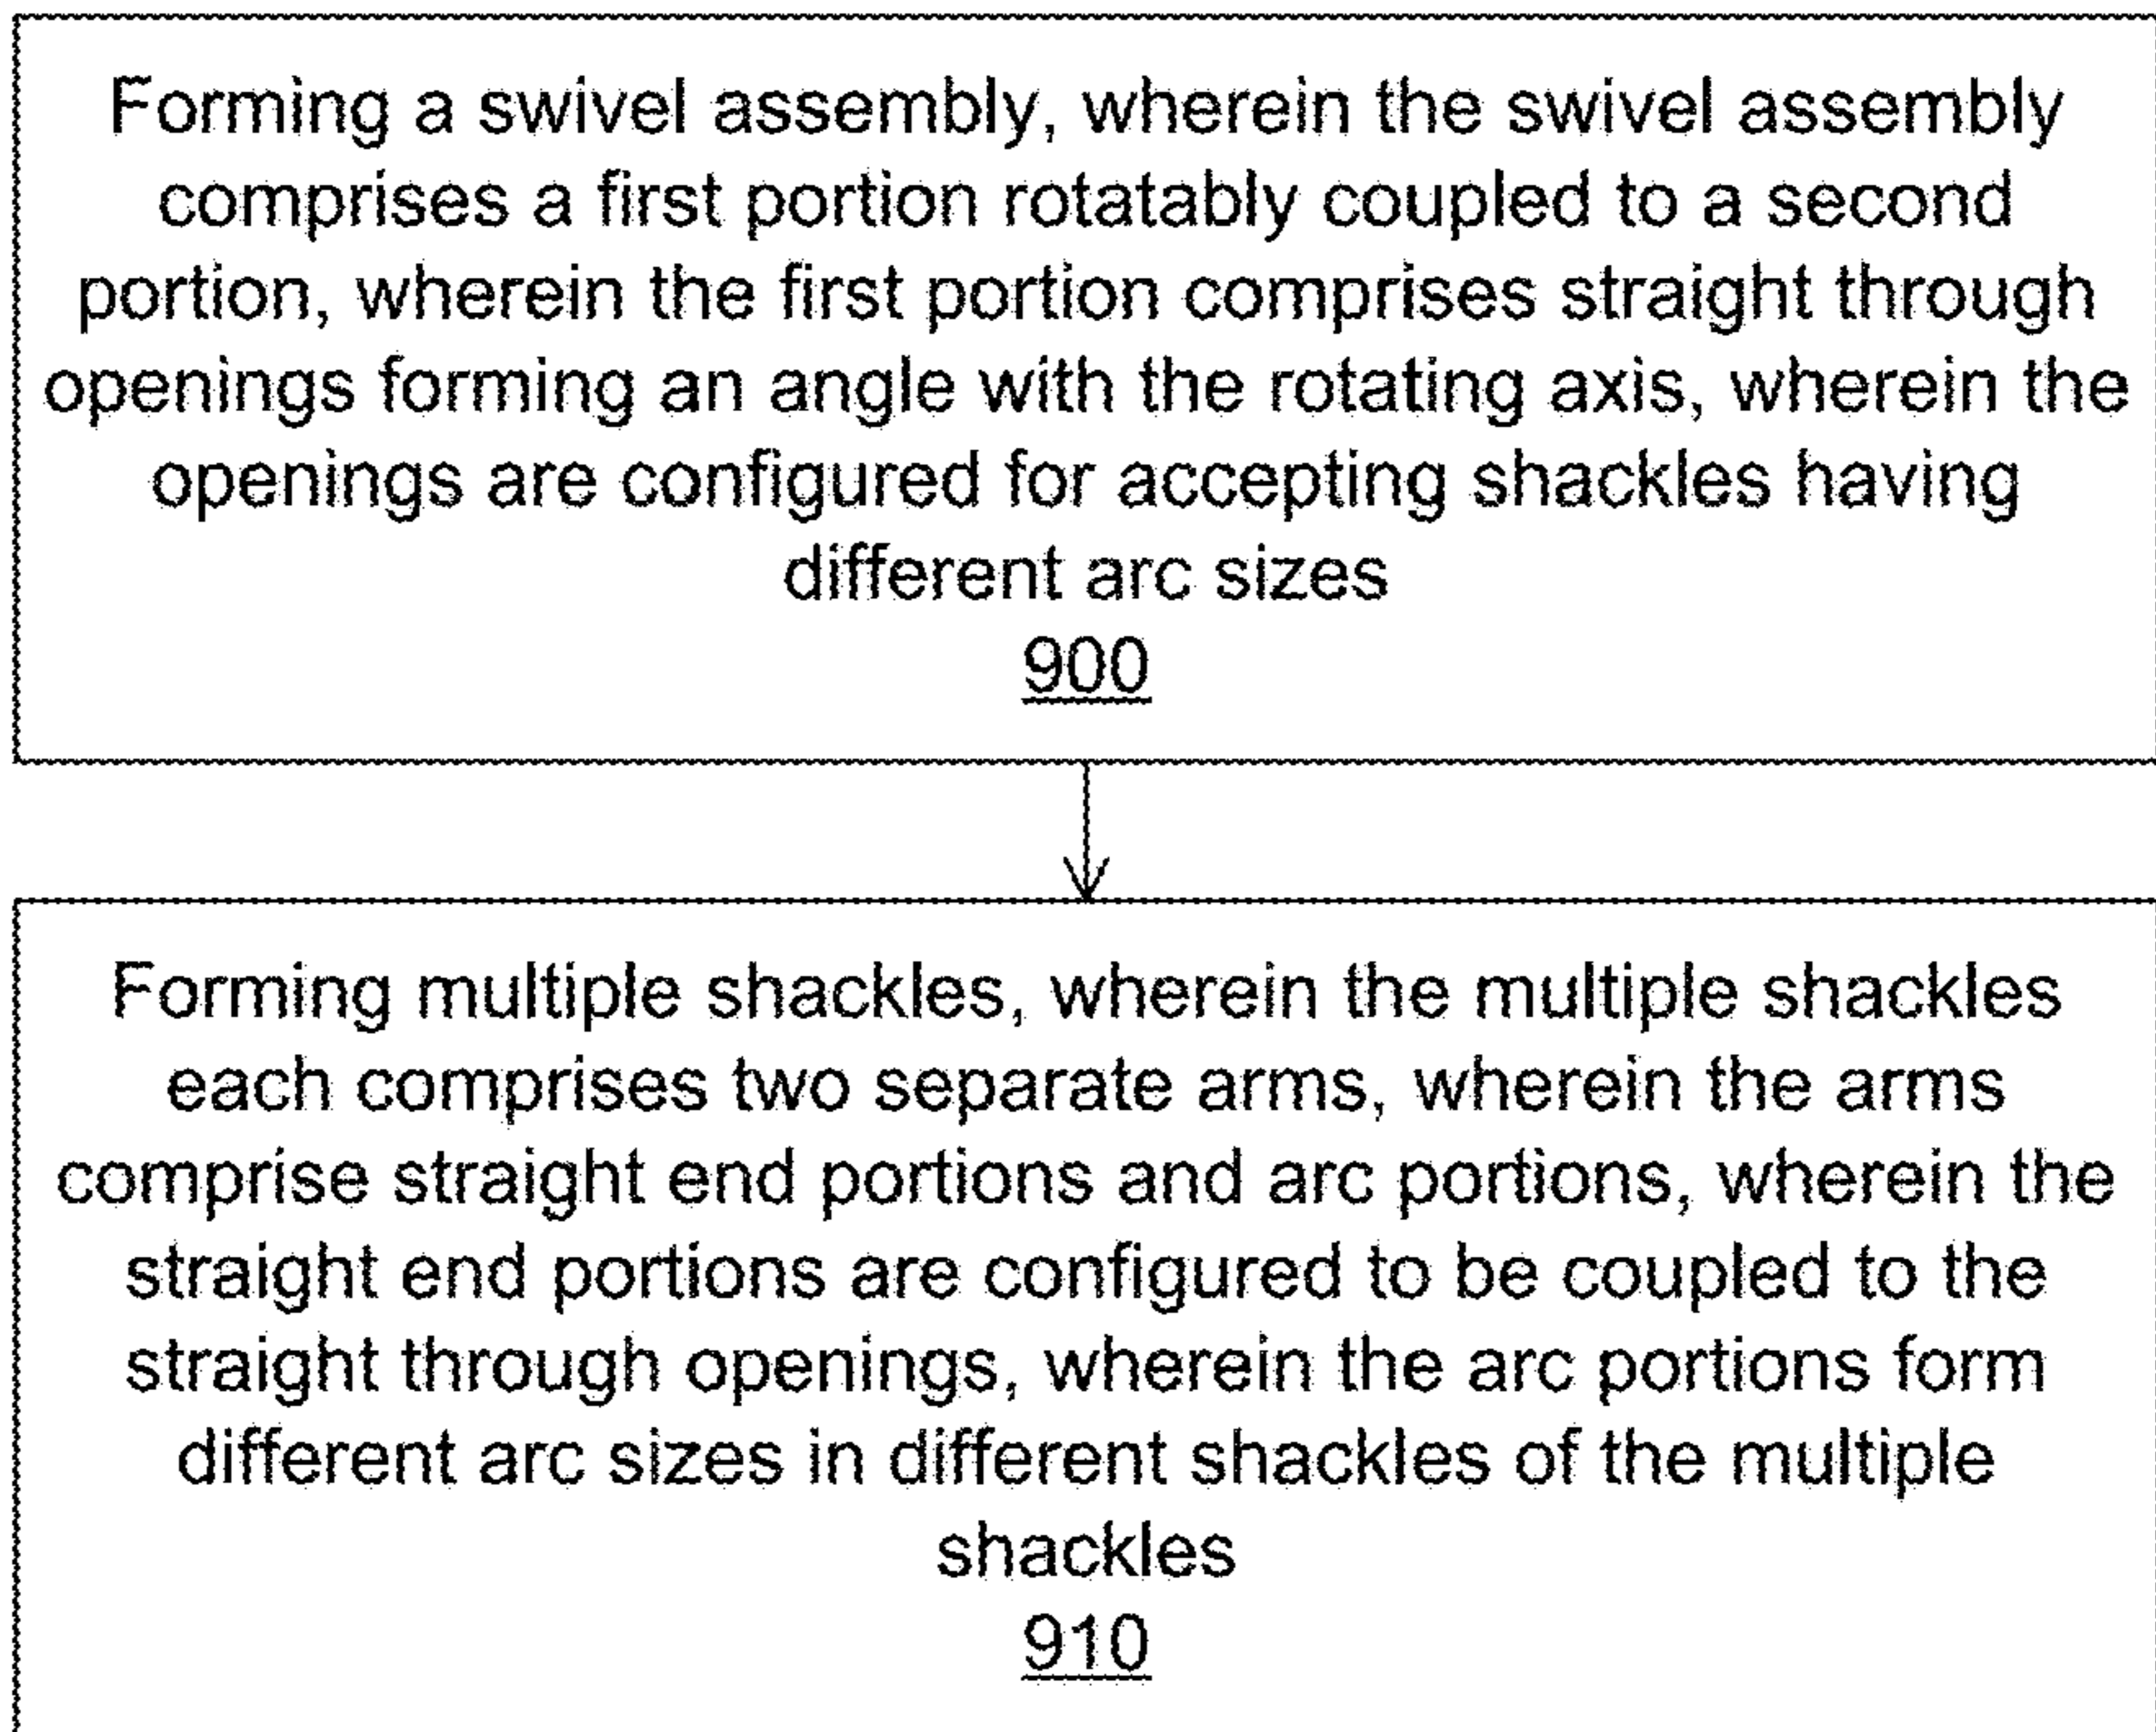 Forming a swivel assembly, wherein the swivel assembly
comprises a first portion rotatably coupled to a second
portion, wherein the first portion comprises straight through
openings forming an angle with the rotating axis, wherein the
openings are configured for accepting shackles having
different arc sizes
900
Forming multiple shackles, wherein the multiple shackles
each comprises two separate arms, wherein the arms
comprise straight end portions and arc portions, wherein the
straight end portions are configured to be coupled to the
straight through openings, wherein the arc portions form
different arc sizes in different shackles of the multiple
shackles
910